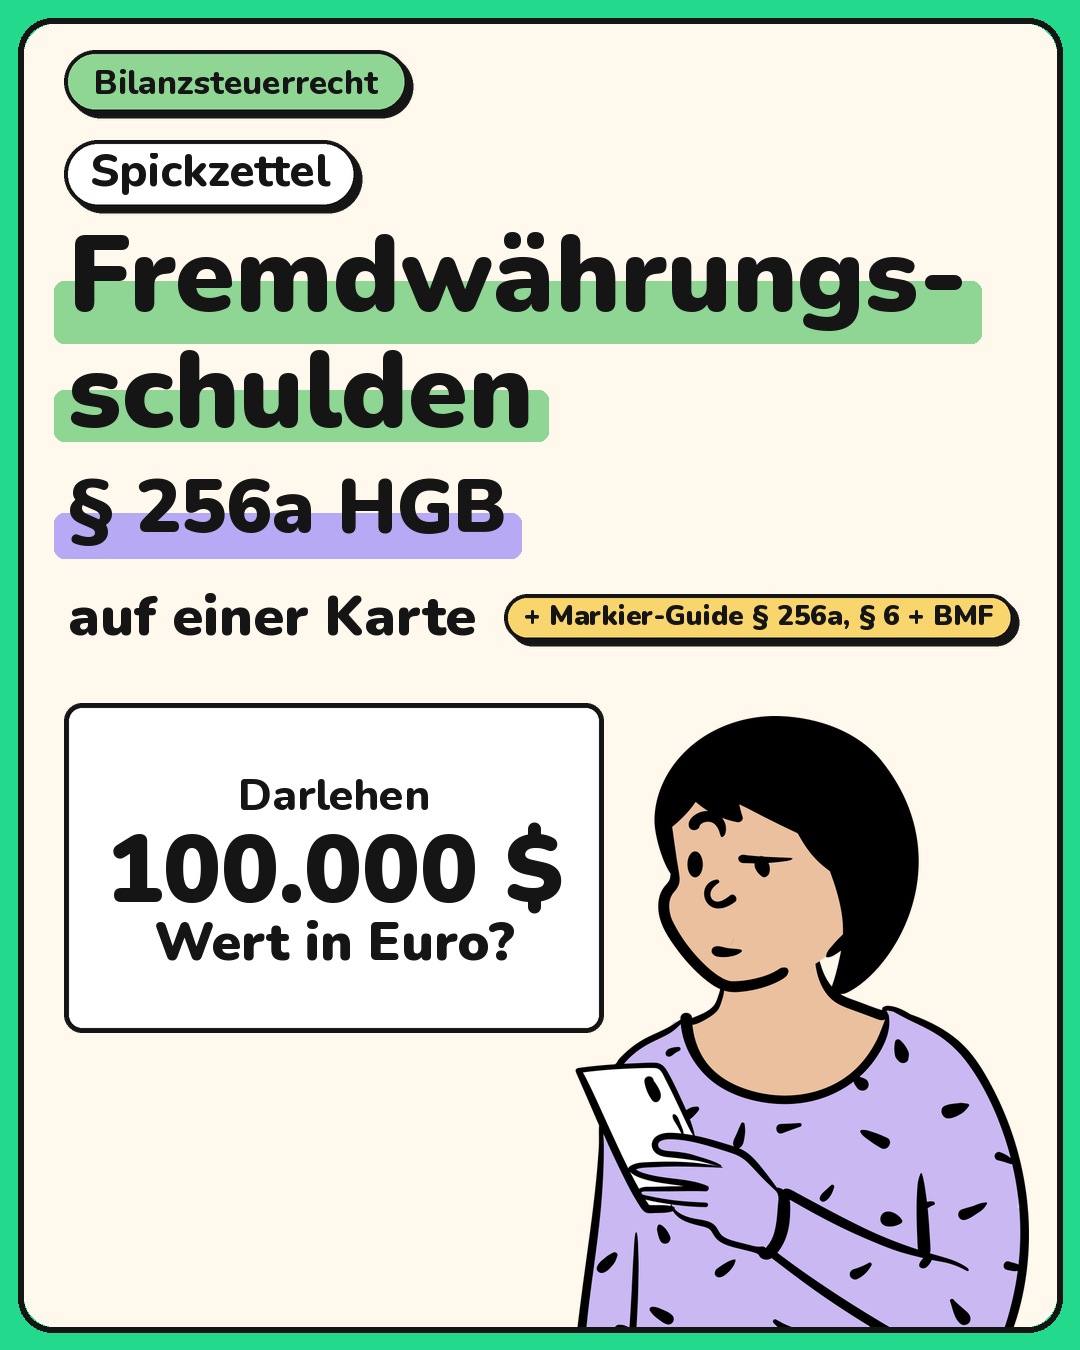 Bilanzsteuerrecht
Spickzettel
Fremdwährungs-
schulden
§ 256a HGB
auf einer Karte
+ Markier-Guide § 256a, § 6 + BMF
Darlehen
100.000 $
Wert in Euro?